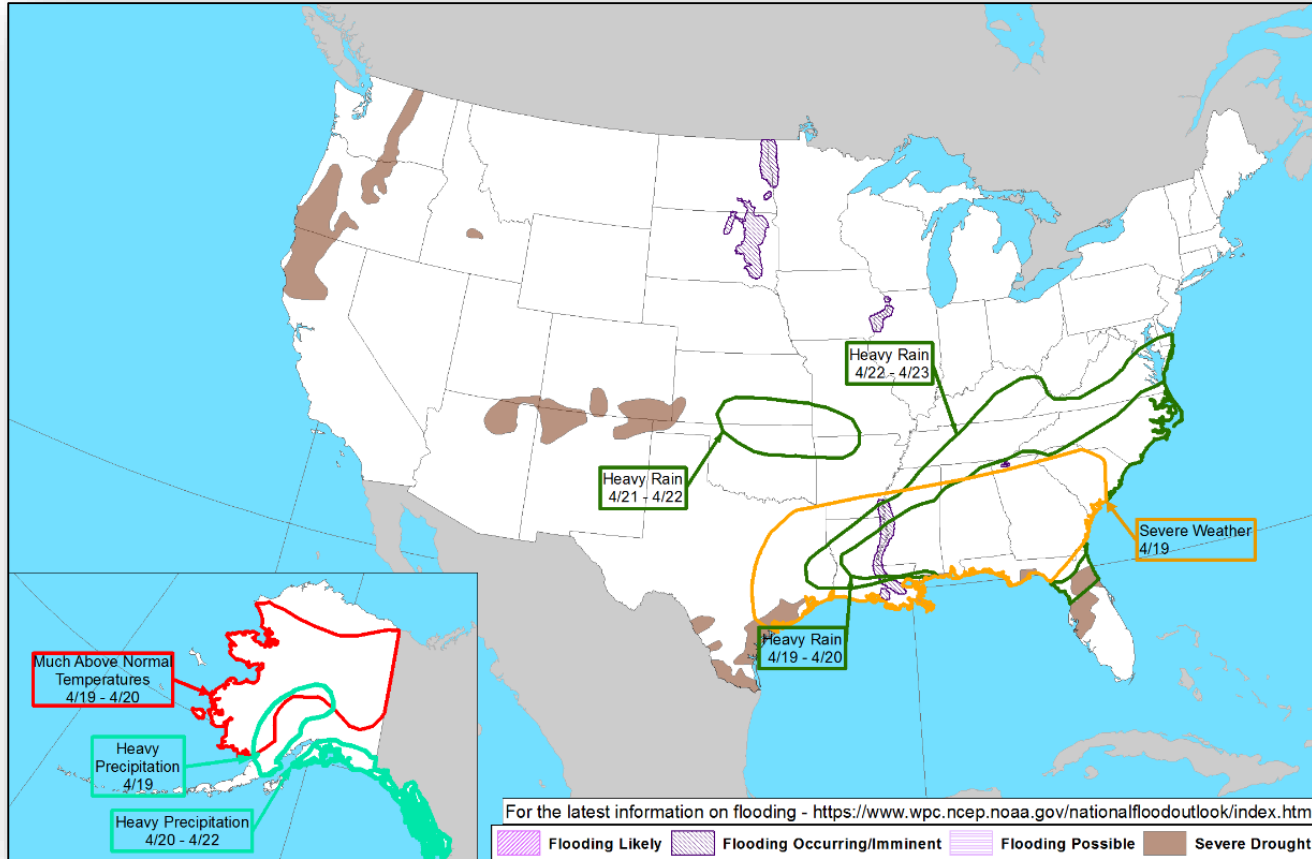 Heavy Rain
4/22 - 4/23
Heavy Rain
4/21 - 4/22
Severe Weather
4/19
Heavy Rain
4/19 - 4/20
Much Above Normal
Temperatures
4/19 - 4/20
Heavy
Precipitation
4/19
Heavy Precipitation
4/20 - 4/22
For the latest information on flooding - https://www.wpc.ncep.noaa.gov/nationalfloodoutlook/index.htm
Flooding Likely
Flooding Occurring/Imminent
Flooding Possible
Severe Drought